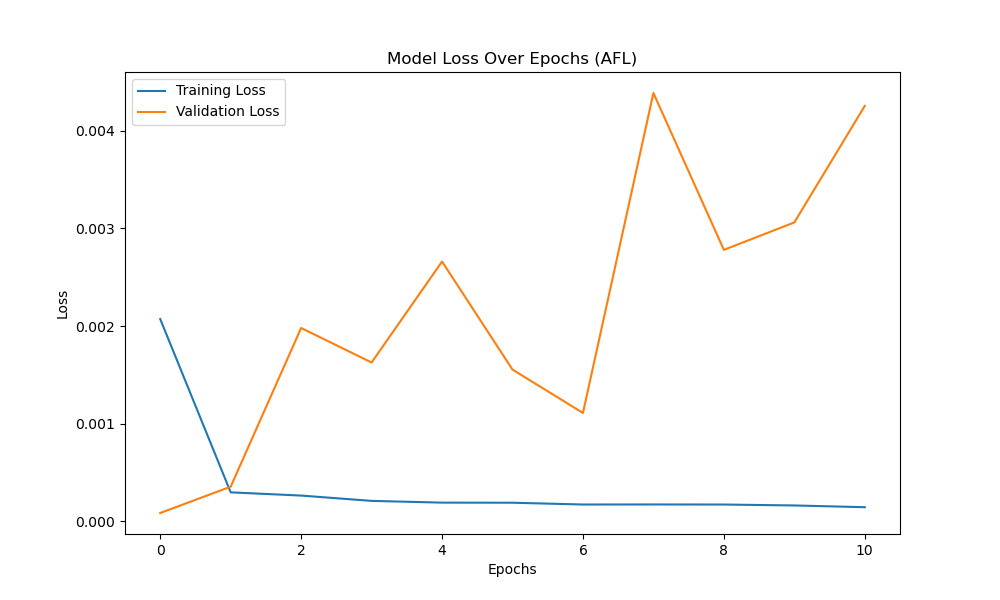 Model Loss Over Epochs (AFL)
Training Loss
Validation Loss
0.004
0.003
0.002
0.001
0.000
Loss
0 2 4 6 8 10
Epochs